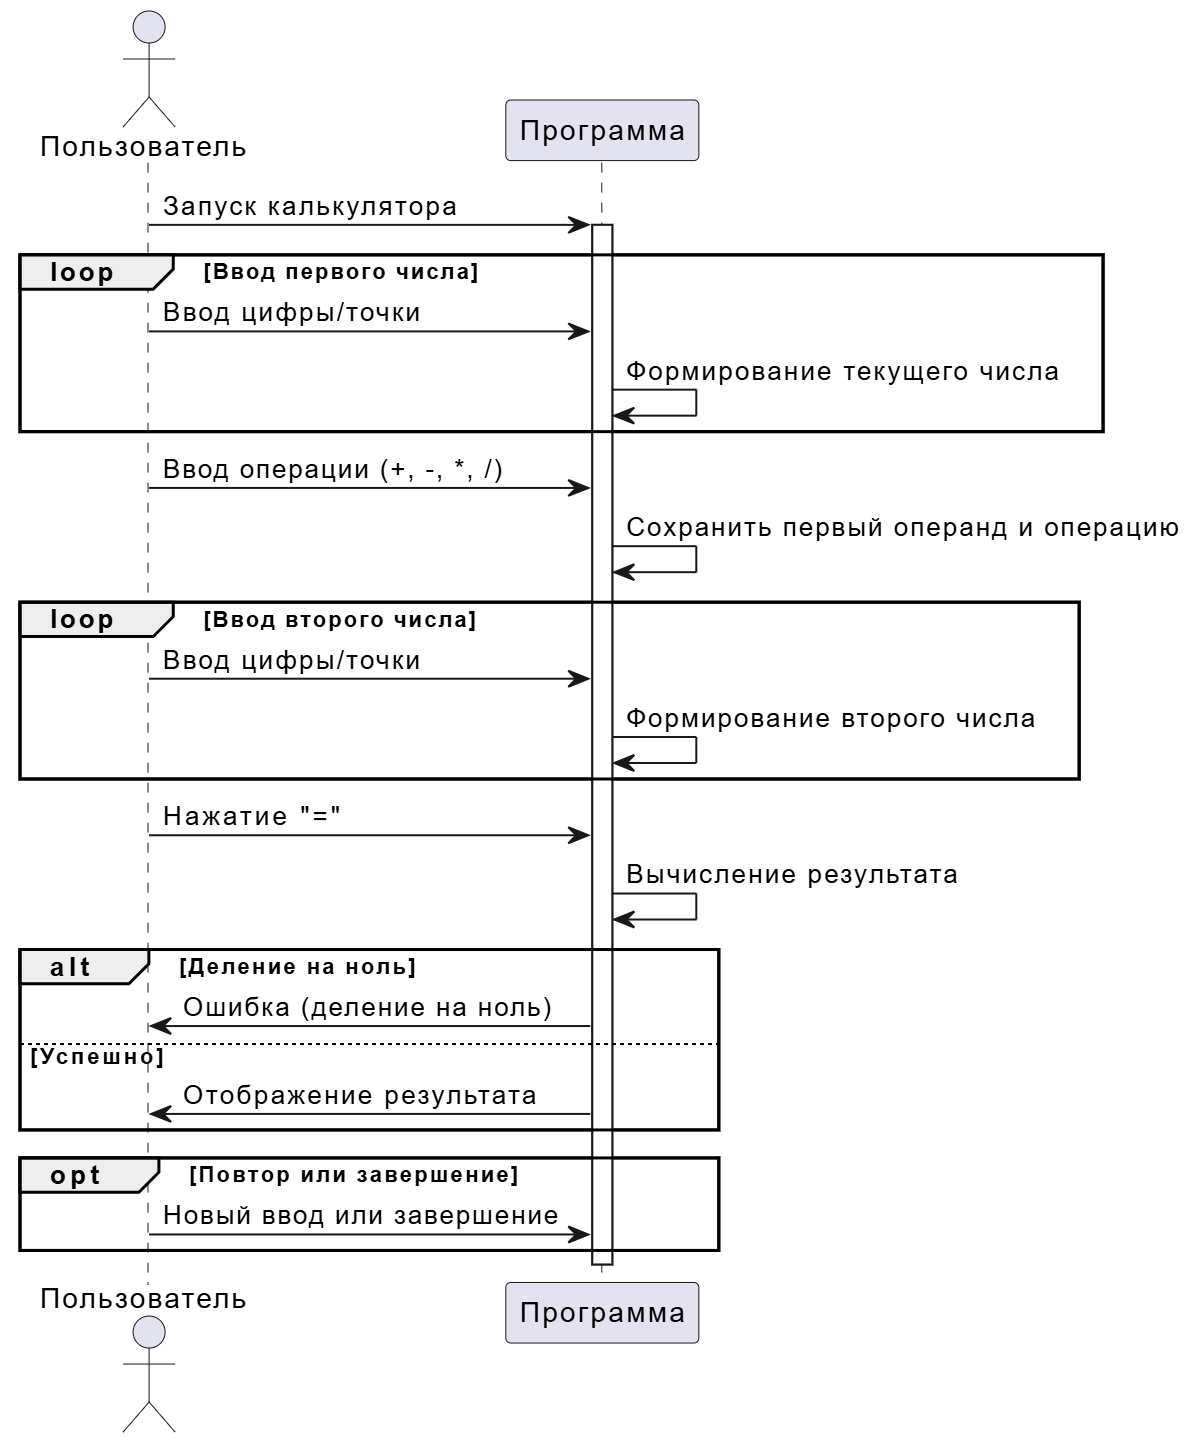 Пользователь
Программа
Запуск калькулятора
loop [Ввод первого числа]
Ввод цифры/точки
Формирование текущего числа
Ввод операции (+, -, *, /)
Сохранить первый операнд и операцию
loop [Ввод второго числа]
Ввод цифры/точки
Формирование второго числа
Нажатие "="
Вычисление результата
alt [Деление на ноль]
Ошибка (деление на ноль)
[Успешно]
Отображение результата
opt [Повтор или завершение]
Новый ввод или завершение
Пользователь
Программа